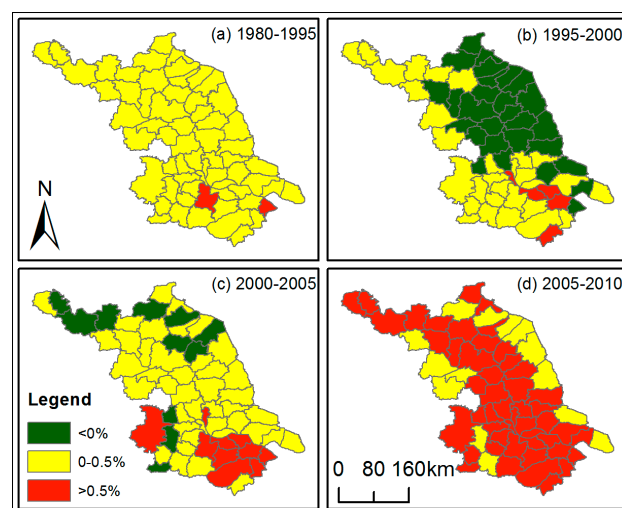 (a) 1980-1995
(b) 1995-2000
N
(c) 2000-2005
(d) 2005-2010
Legend
<0%
0-0.5%
>0.5%
0 80 160km